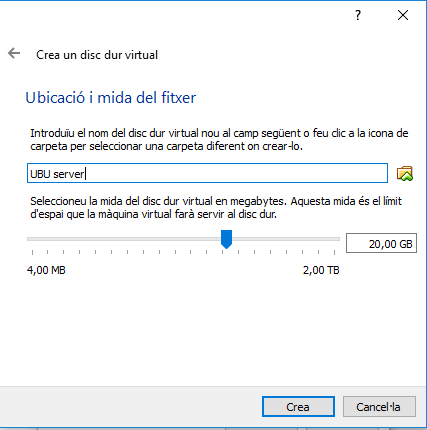 ?
Crea un disc dur virtual
Ubicació i mida del fitxer
Introduïu el nom del disc dur virtual nou al camp següent o feu clic a la icona de
carpeta per seleccionar una carpeta diferent on crear-lo.
UBU server
Seleccioneu la mida del disc dur virtual en megabytes. Aquesta mida és el límit
d'espai que la màquina virtual farà servir al disc dur.
20,00 GB
4,00 MB 2,00 TB
Crea Cancel·la